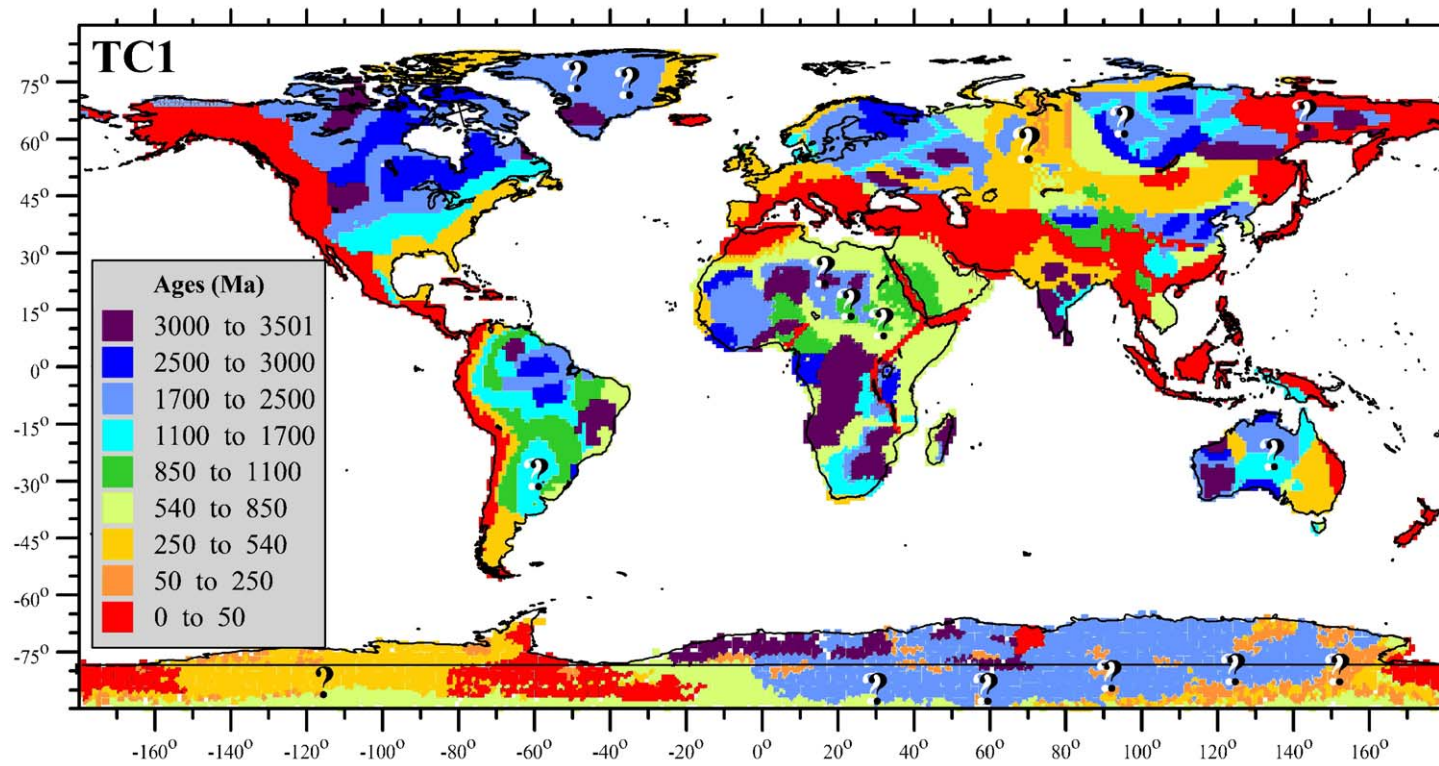 TC1
? ?
? ? ?
? ? ?
?
?
? ? ? ? ? ?
75°
60°
45°
30°
15°
0°
-15°
-30°
-45°
-60°
-75°
Ages (Ma)
3000 to 3501
2500 to 3000
1700 to 2500
1100 to 1700
850 to 1100
540 to 850
250 to 540
50 to 250
0 to 50
-160° -140° -120° -100° -80° -60° -40° -20° 0° 20° 40° 60° 80° 100° 120° 140° 160°